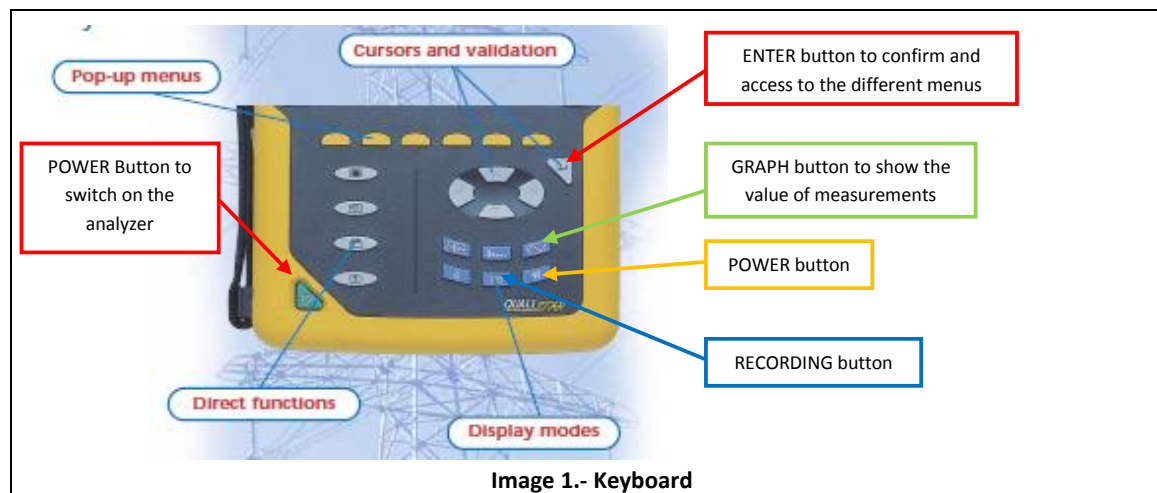 Cursors and validation
Pop-up menus
ENTER button to confirm and
access to the different menus
POWER Button to
switch on the
analyzer
GRAPH button to show the
value of measurements
POWER button
RECORDING button
Direct functions
Display modes
Image 1.- Keyboard